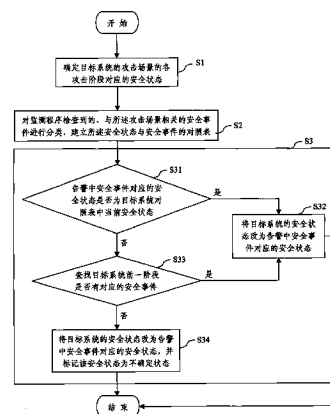 开 始
确定目标系统的攻击场景的各
攻击阶段对应的安全状态
S1
对监测程序检查到的、与所述攻击场景相关的安全事
件进行分类，建立所述安全状态与安全事件的对照表
S2
S3
告警中安全事件对应的安
全状态是否为目标系统对
照表中当前安全状态
S31
是
将目标系统的安全状
态改为告警中安全事
件对应的安全状态
S32
否
查找目标系统前一阶段
是否有对应的安全事件
S33
是
否
将目标系统的安全状态改为告警
中安全事件对应的安全状态，并
标记该安全状态为不确定状态
S34
结 束